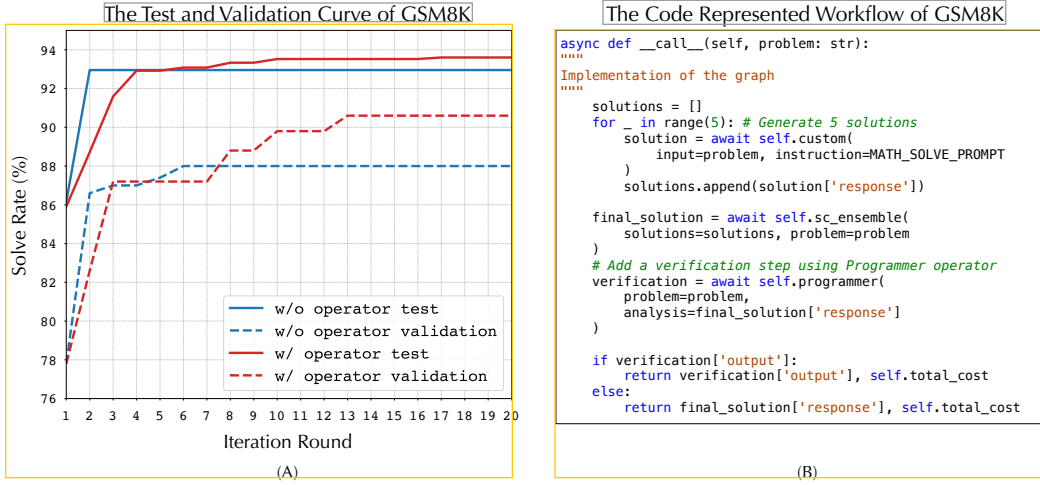 The Test and Validation Curve of GSM8K
94
92
90
88
86
84
82
80
78
76
Solve Rate (%)
w/o operator test
w/o operator validation
w/ operator test
w/ operator validation
1 2 3 4 5 6 7 8 9 10 11 12 13 14 15 16 17 18 19 20
Iteration Round
(A)
The Code Represented Workflow of GSM8K
async def __call__(self, problem: str):
"""
Implementation of the graph
"""
    solutions = []
    for _ in range(5): # Generate 5 solutions
        solution = await self.custom(
            input=problem, instruction=MATH_SOLVE_PROMPT
        )
        solutions.append(solution['response'])

    final_solution = await self.sc_ensemble(
        solutions=solutions, problem=problem
    )
    # Add a verification step using Programmer operator
    verification = await self.programmer(
        problem=problem,
        analysis=final_solution['response']
    )

    if verification['output']:
        return verification['output'], self.total_cost
    else:
        return final_solution['response'], self.total_cost
(B)